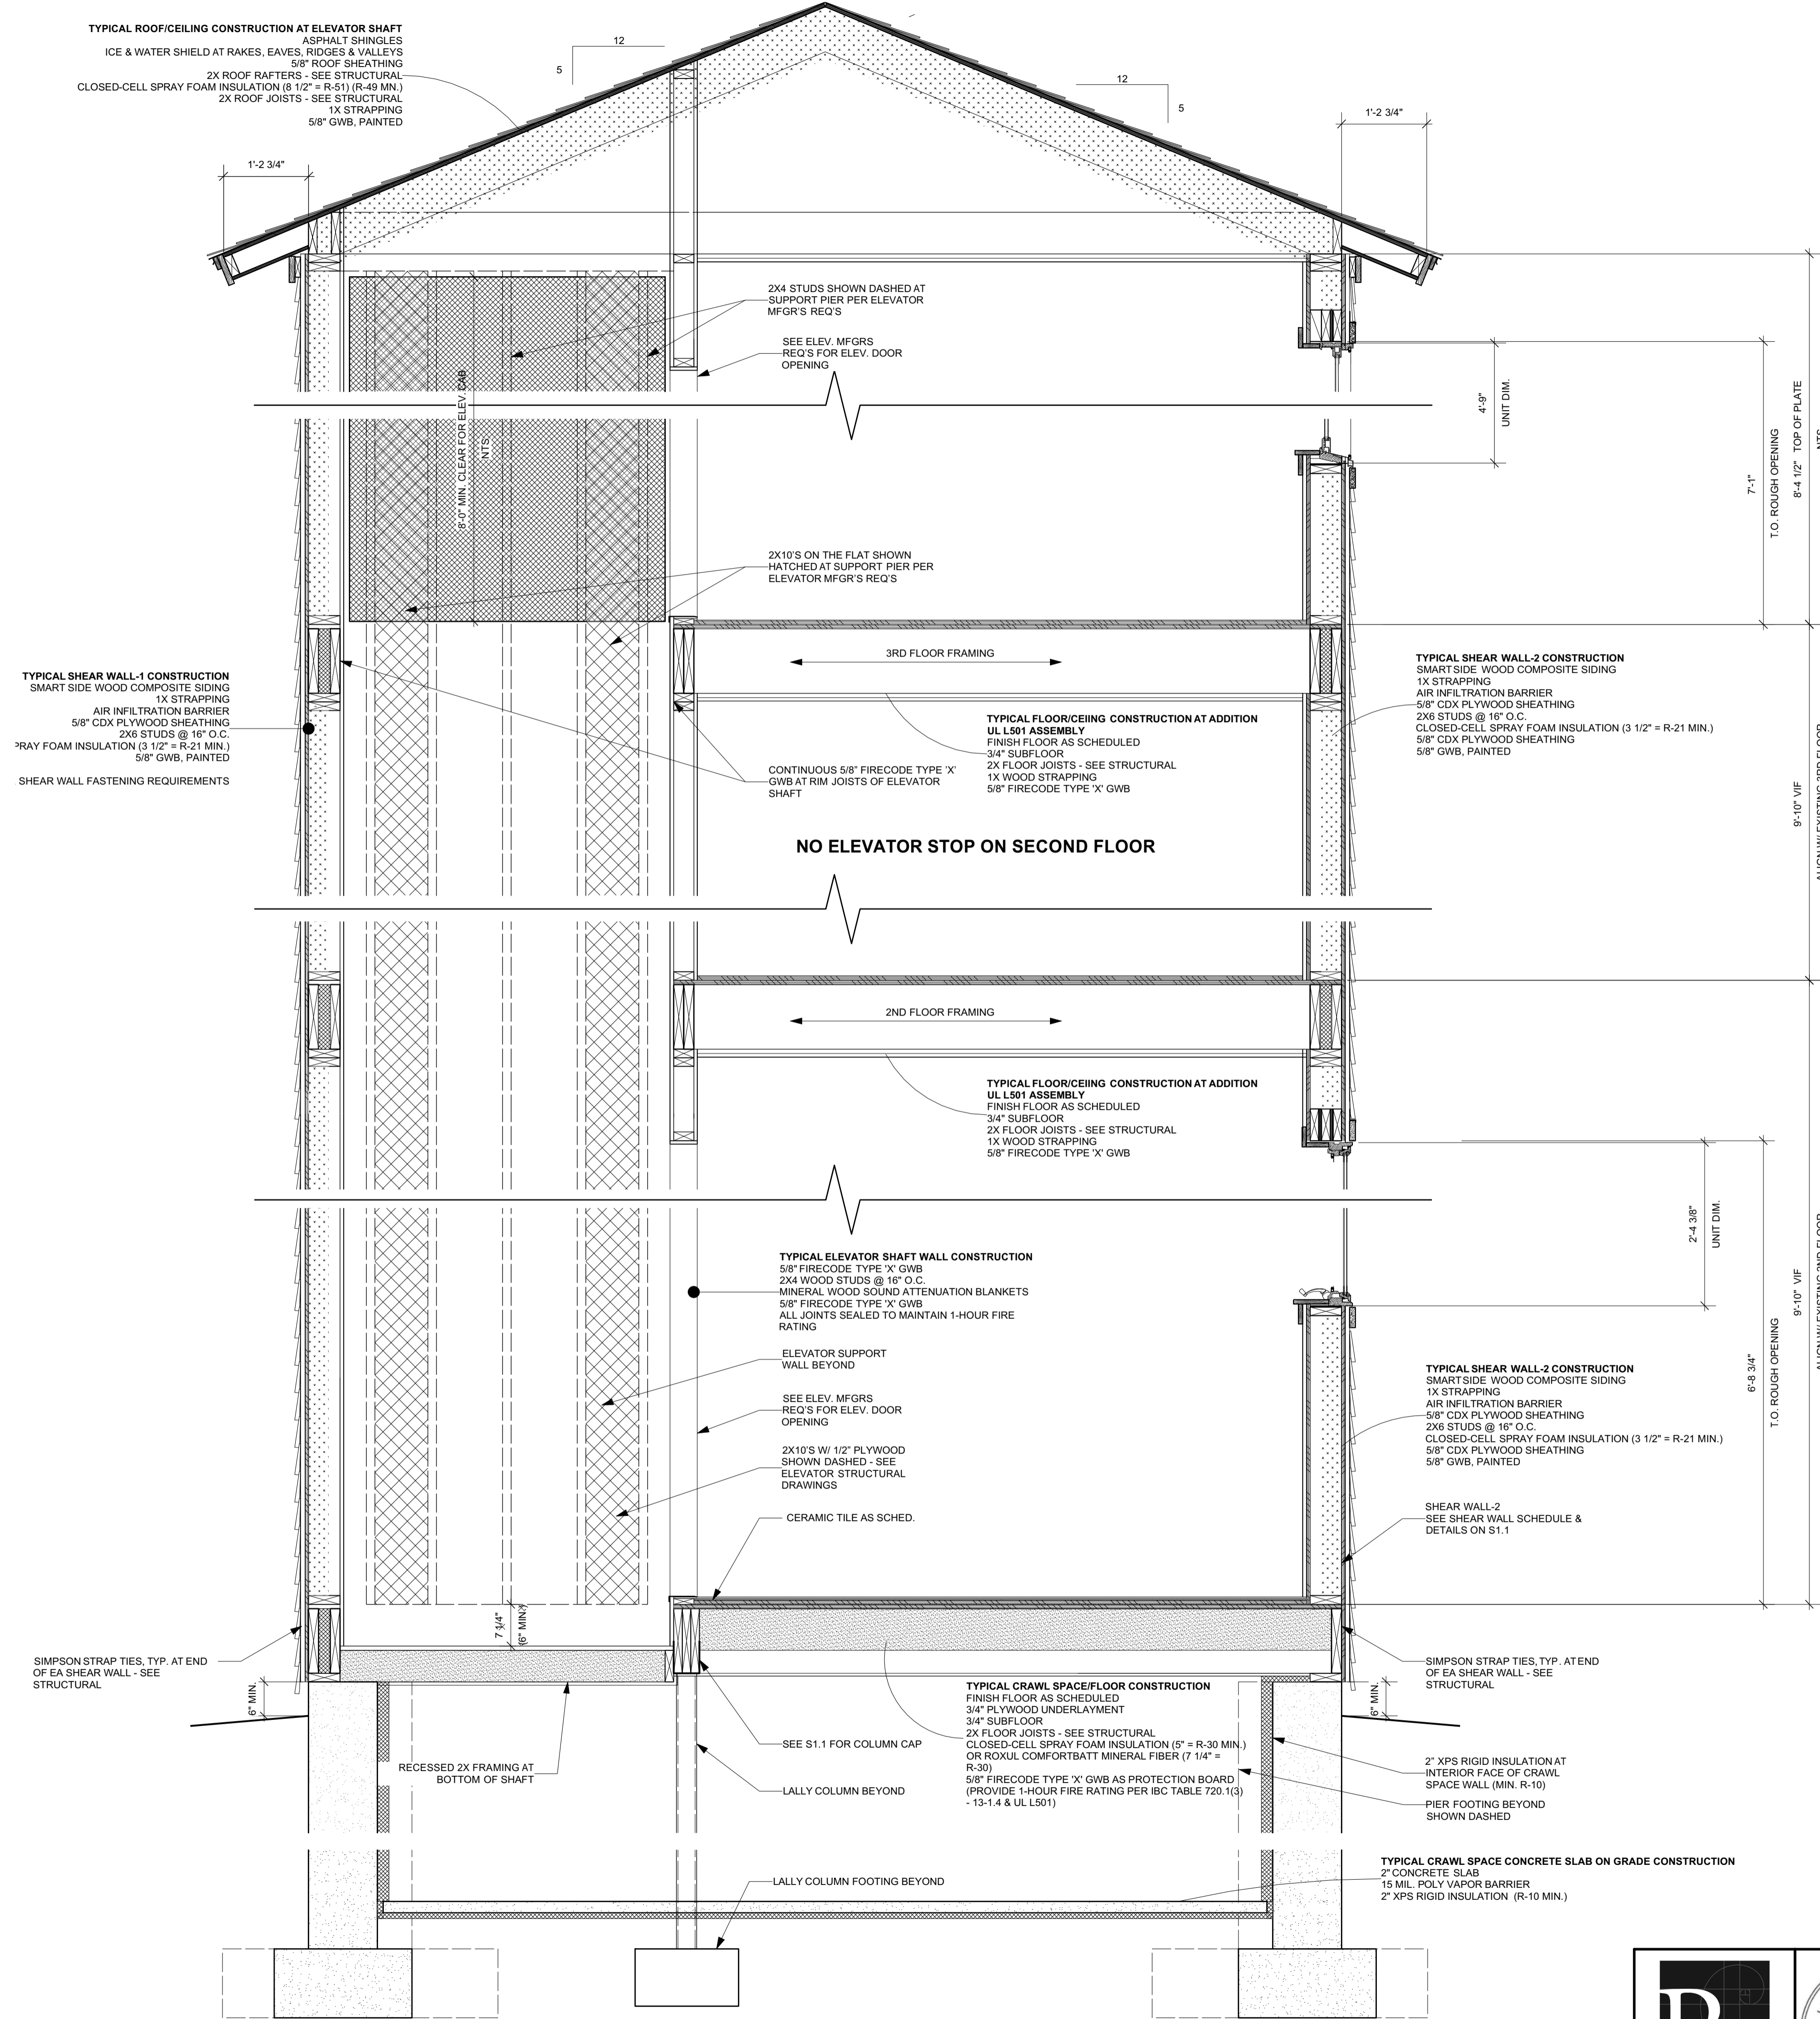 TYPICAL ROOF/CEILING CONSTRUCTION AT ELEVATOR SHAFT
ASPHALT SHINGLES
ICE & WATER SHIELD AT RAKES, EAVES, RIDGES & VALLEYS
5/8" ROOF SHEATHING
2X ROOF RAFTERS - SEE STRUCTURAL
CLOSED-CELL SPRAY FOAM INSULATION (8 1/2" = R-51) (R-49 MN.)
2X ROOF JOISTS - SEE STRUCTURAL
1X STRAPPING
5/8" GWB, PAINTED
12
5
12
5
1'-2 3/4"
1'-2 3/4"
2X4 STUDS SHOWN DASHED AT
SUPPORT PIER PER ELEVATOR
MFGR'S REQ'S
SEE ELEV. MFGRS
REQ'S FOR ELEV. DOOR
OPENING
8'-0" MIN. CLEAR FOR ELEV. CAB
NTS
4'-9"
UNIT DIM.
7'-1"
T.O. ROUGH OPENING
8'-4 1/2" TOP OF PLATE
NTS
2X10'S ON THE FLAT SHOWN
HATCHED AT SUPPORT PIER PER
ELEVATOR MFGR'S REQ'S
3RD FLOOR FRAMING
TYPICAL SHEAR WALL-1 CONSTRUCTION
SMART SIDE WOOD COMPOSITE SIDING
1X STRAPPING
AIR INFILTRATION BARRIER
5/8" CDX PLYWOOD SHEATHING
2X6 STUDS @ 16" O.C.
PRAY FOAM INSULATION (3 1/2" = R-21 MIN.)
5/8" GWB, PAINTED
SHEAR WALL FASTENING REQUIREMENTS
TYPICAL SHEAR WALL-2 CONSTRUCTION
SMART SIDE WOOD COMPOSITE SIDING
1X STRAPPING
AIR INFILTRATION BARRIER
5/8" CDX PLYWOOD SHEATHING
2X6 STUDS @ 16" O.C.
CLOSED-CELL SPRAY FOAM INSULATION (3 1/2" = R-21 MIN.)
5/8" CDX PLYWOOD SHEATHING
5/8" GWB, PAINTED
TYPICAL FLOOR/CEIING CONSTRUCTION AT ADDITION
UL L501 ASSEMBLY
FINISH FLOOR AS SCHEDULED
3/4" SUBFLOOR
2X FLOOR JOISTS - SEE STRUCTURAL
1X WOOD STRAPPING
5/8" FIRECODE TYPE 'X' GWB
CONTINUOUS 5/8" FIRECODE TYPE 'X'
GWB AT RIM JOISTS OF ELEVATOR
SHAFT
9'-10" VIF
ALIGN W/ EXISTING 3RD FLOOR
NO ELEVATOR STOP ON SECOND FLOOR
2ND FLOOR FRAMING
TYPICAL FLOOR/CEIING CONSTRUCTION AT ADDITION
UL L501 ASSEMBLY
FINISH FLOOR AS SCHEDULED
3/4" SUBFLOOR
2X FLOOR JOISTS - SEE STRUCTURAL
1X WOOD STRAPPING
5/8" FIRECODE TYPE 'X' GWB
2'-4 3/8"
UNIT DIM.
6'-8 3/4"
T.O. ROUGH OPENING
9'-10" VIF
ALIGN W/ EXISTING 2ND FLOOR
TYPICAL ELEVATOR SHAFT WALL CONSTRUCTION
5/8" FIRECODE TYPE 'X' GWB
2X4 WOOD STUDS @ 16" O.C.
MINERAL WOOD SOUND ATTENUATION BLANKETS
5/8" FIRECODE TYPE 'X' GWB
ALL JOINTS SEALED TO MAINTAIN 1-HOUR FIRE
RATING
ELEVATOR SUPPORT
WALL BEYOND
SEE ELEV. MFGRS
REQ'S FOR ELEV. DOOR
OPENING
2X10'S W/ 1/2" PLYWOOD
SHOWN DASHED - SEE
ELEVATOR STRUCTURAL
DRAWINGS
CERAMIC TILE AS SCHED.
TYPICAL SHEAR WALL-2 CONSTRUCTION
SMART SIDE WOOD COMPOSITE SIDING
1X STRAPPING
AIR INFILTRATION BARRIER
5/8" CDX PLYWOOD SHEATHING
2X6 STUDS @ 16" O.C.
CLOSED-CELL SPRAY FOAM INSULATION (3 1/2" = R-21 MIN.)
5/8" CDX PLYWOOD SHEATHING
5/8" GWB, PAINTED
SHEAR WALL-2
SEE SHEAR WALL SCHEDULE &
DETAILS ON S1.1
7 1/4"
(6" MIN.)
SIMPSON STRAP TIES, TYP. AT END
OF EA SHEAR WALL - SEE
STRUCTURAL
6" MIN.
SIMPSON STRAP TIES, TYP. AT END
OF EA SHEAR WALL - SEE
STRUCTURAL
6" MIN.
TYPICAL CRAWL SPACE/FLOOR CONSTRUCTION
FINISH FLOOR AS SCHEDULED
3/4" PLYWOOD UNDERLAYMENT
3/4" SUBFLOOR
2X FLOOR JOISTS - SEE STRUCTURAL
CLOSED-CELL SPRAY FOAM INSULATION (5" = R-30 MIN.)
OR ROXUL COMFORTBATT MINERAL FIBER (7 1/4" =
R-30)
5/8" FIRECODE TYPE 'X' GWB AS PROTECTION BOARD
(PROVIDE 1-HOUR FIRE RATING PER IBC TABLE 720.1(3)
- 13-1.4 & UL L501)
SEE S1.1 FOR COLUMN CAP
RECESSED 2X FRAMING AT
BOTTOM OF SHAFT
LALLY COLUMN BEYOND
2" XPS RIGID INSULATION AT
INTERIOR FACE OF CRAWL
SPACE WALL (MIN. R-10)
PIER FOOTING BEYOND
SHOWN DASHED
LALLY COLUMN FOOTING BEYOND
TYPICAL CRAWL SPACE CONCRETE SLAB ON GRADE CONSTRUCTION
2" CONCRETE SLAB
15 MIL. POLY VAPOR BARRIER
2" XPS RIGID INSULATION (R-10 MIN.)